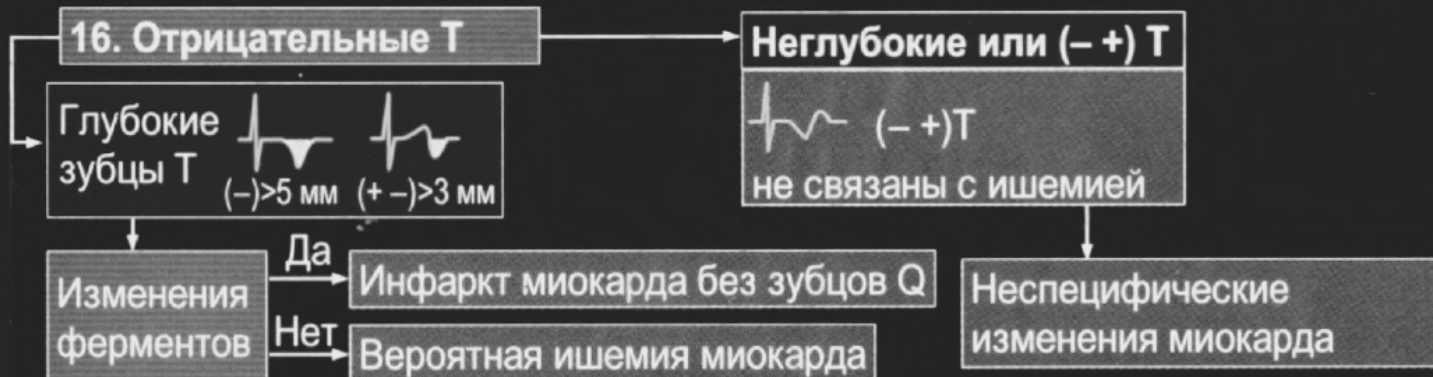 16. Отрицательные Т
Неглубокие или (– +) Т
Глубокие
зубцы Т
(–)>5 мм (+ –)>3 мм
(– +)Т
не связаны с ишемией
Изменения
ферментов
Да
Инфаркт миокарда без зубцов Q
Нет
Вероятная ишемия миокарда
Неспецифические
изменения миокарда